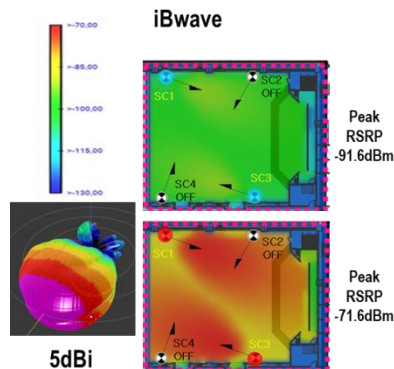 iBwave
>-70,00
>-85,00
>-100,00
>-115,00
>-130,00
SC1
SC2
OFF
SC4
OFF
SC3
Peak
RSRP
-91.6dBm
SC1
SC2
OFF
SC4
OFF
SC3
Peak
RSRP
-71.6dBm
5dBi